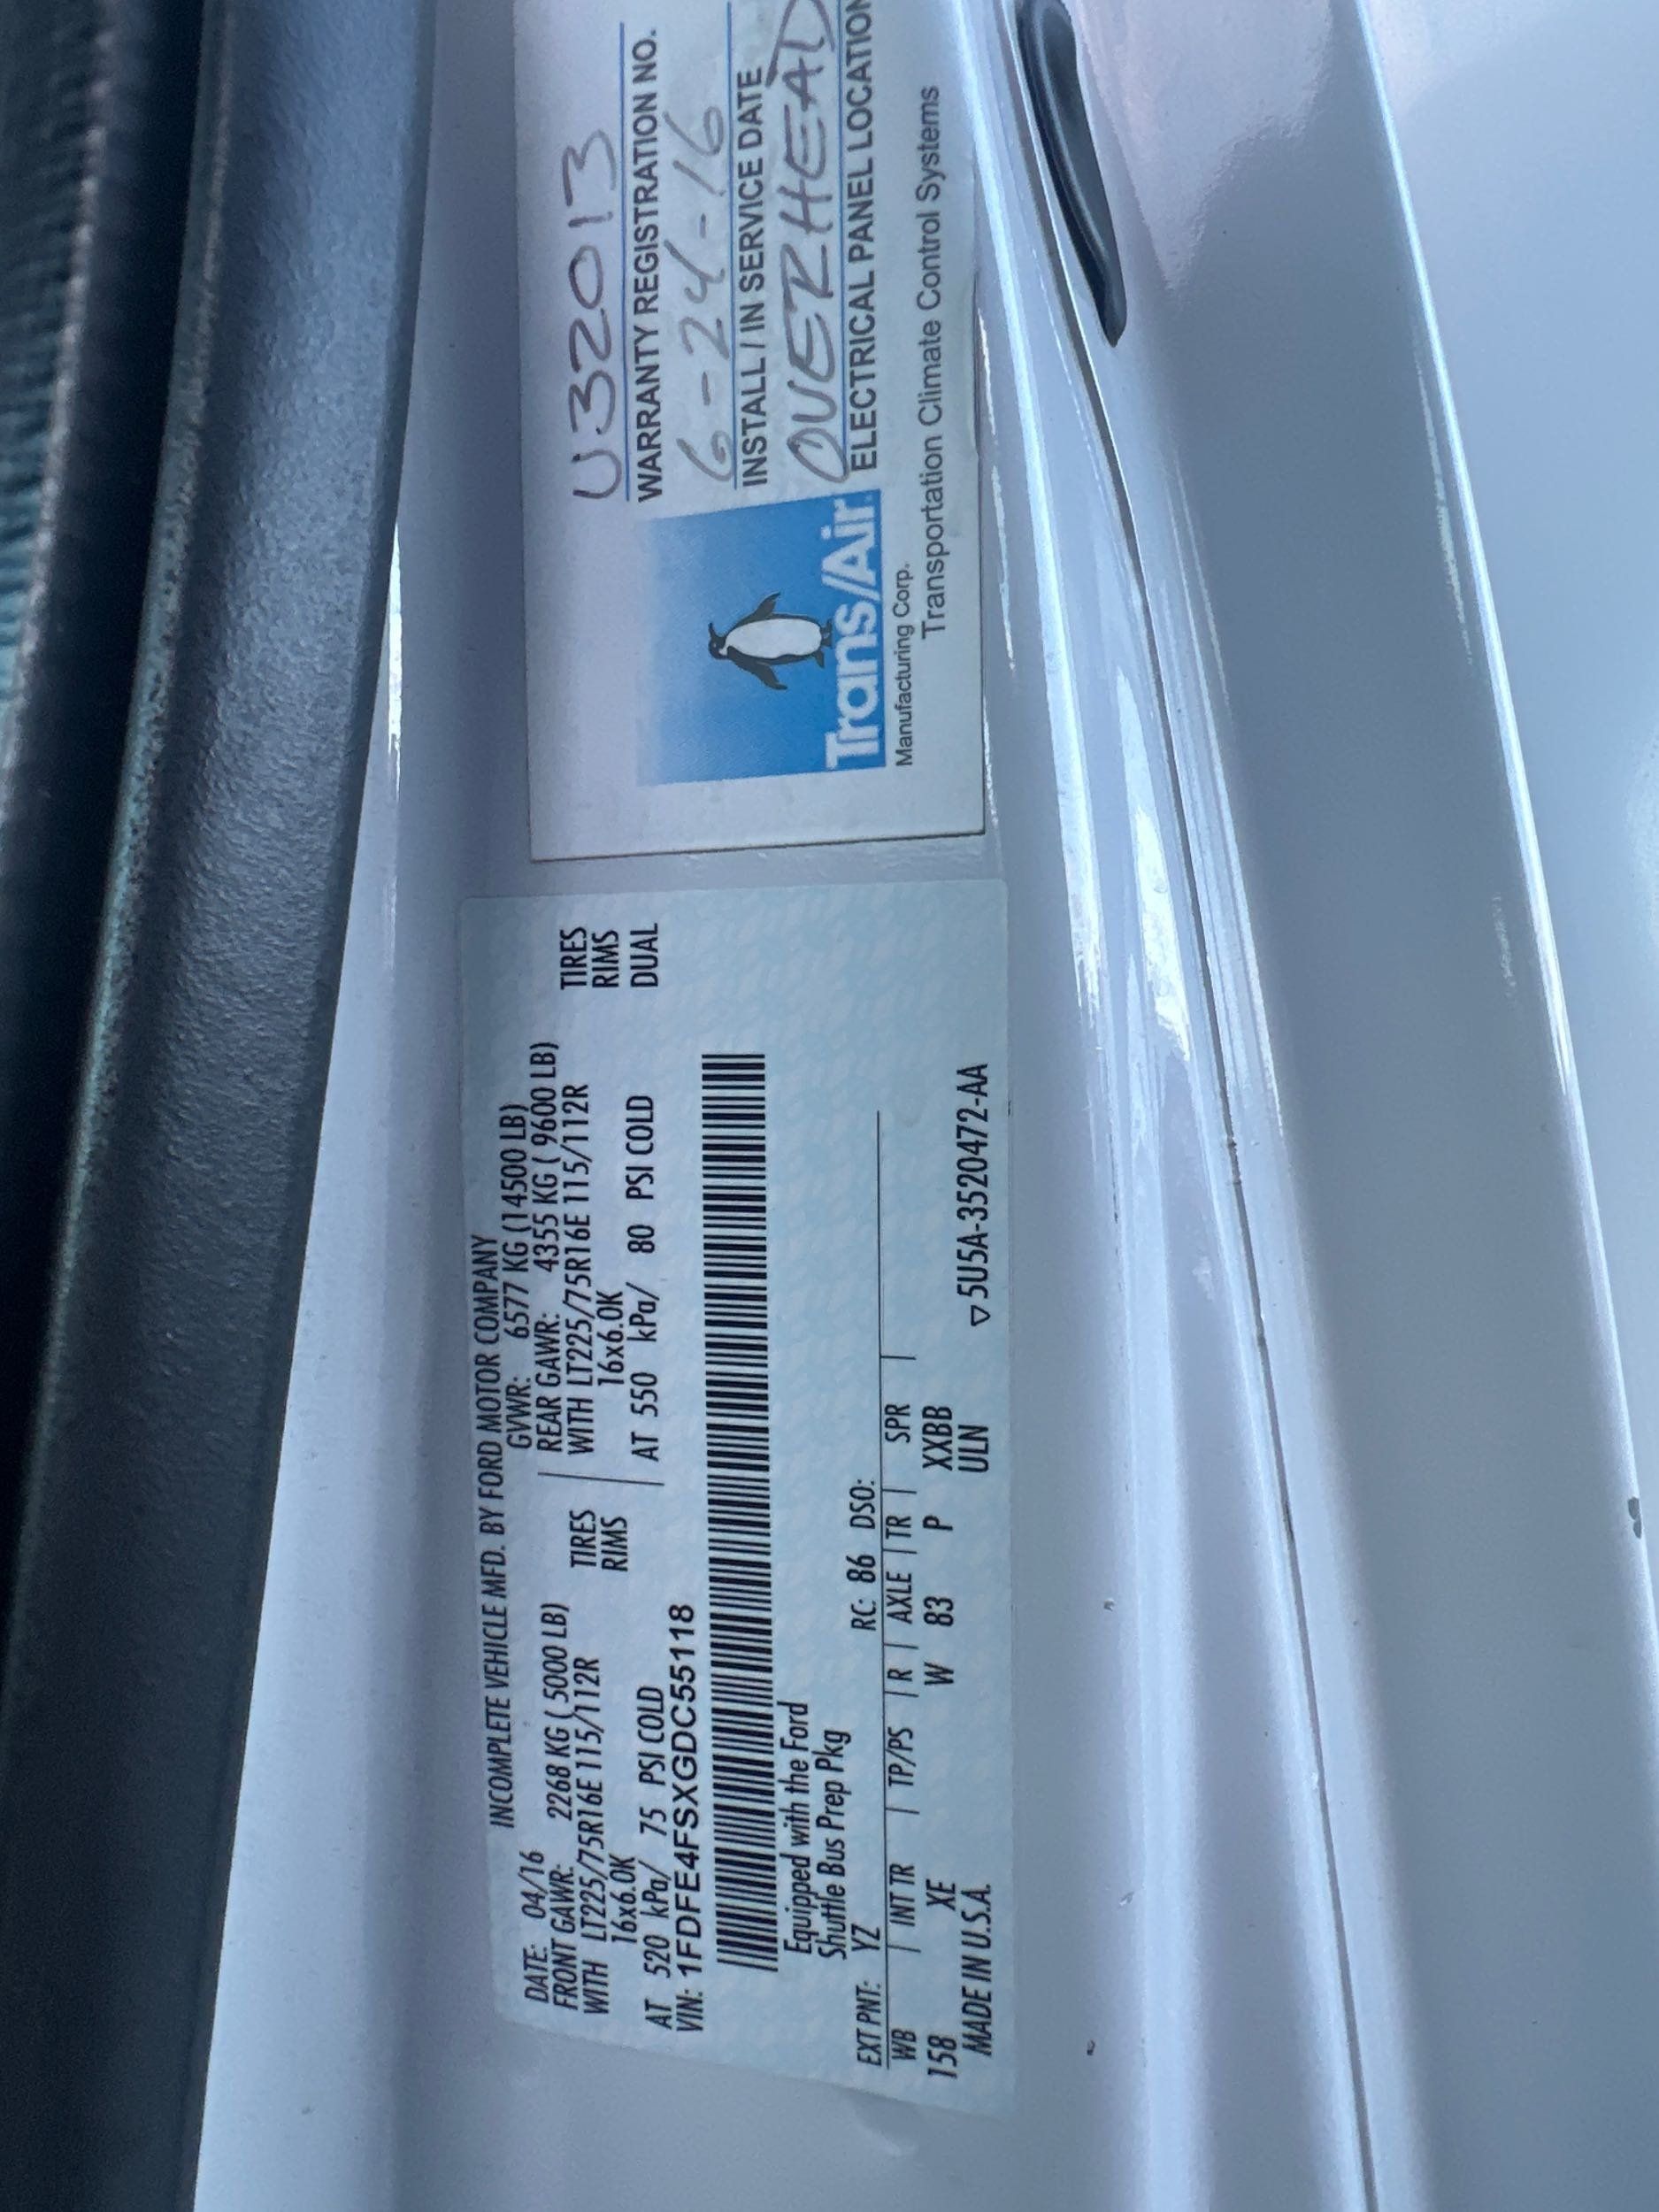 INCOMPLETE VEHICLE MFD. BY FORD MOTOR COMPANY
DATE: 04/16 GVWR: 6577 KG (14500 LB)
FRONT GAWR: 2268 KG ( 5000 LB) REAR GAWR: 4355 KG ( 9600 LB)
WITH LT225/75R16E 115/112R TIRES WITH LT225/75R16E 115/112R TIRES
16x6.0K RIMS 16x6.0K RIMS
AT 520 kPa/ 75 PSI COLD AT 550 kPa/ 80 PSI COLD DUAL
VIN: 1FDFE4FSXGDC55118
Equipped with the Ford
Shuttle Bus Prep Pkg
EXT PNT: YZ RC: 86 DSO:
WB | INT TR | TP/PS | R | AXLE | TR | SPR |
158 XE W 83 P XXBB
MADE IN U.S.A. ULN ▽5U5A-3520472-AA
U32013
WARRANTY REGISTRATION NO.
6-24-16
INSTALL / IN SERVICE DATE
OVERHEAD
ELECTRICAL PANEL LOCATION
Trans/Air
Manufacturing Corp.
Transportation Climate Control Systems